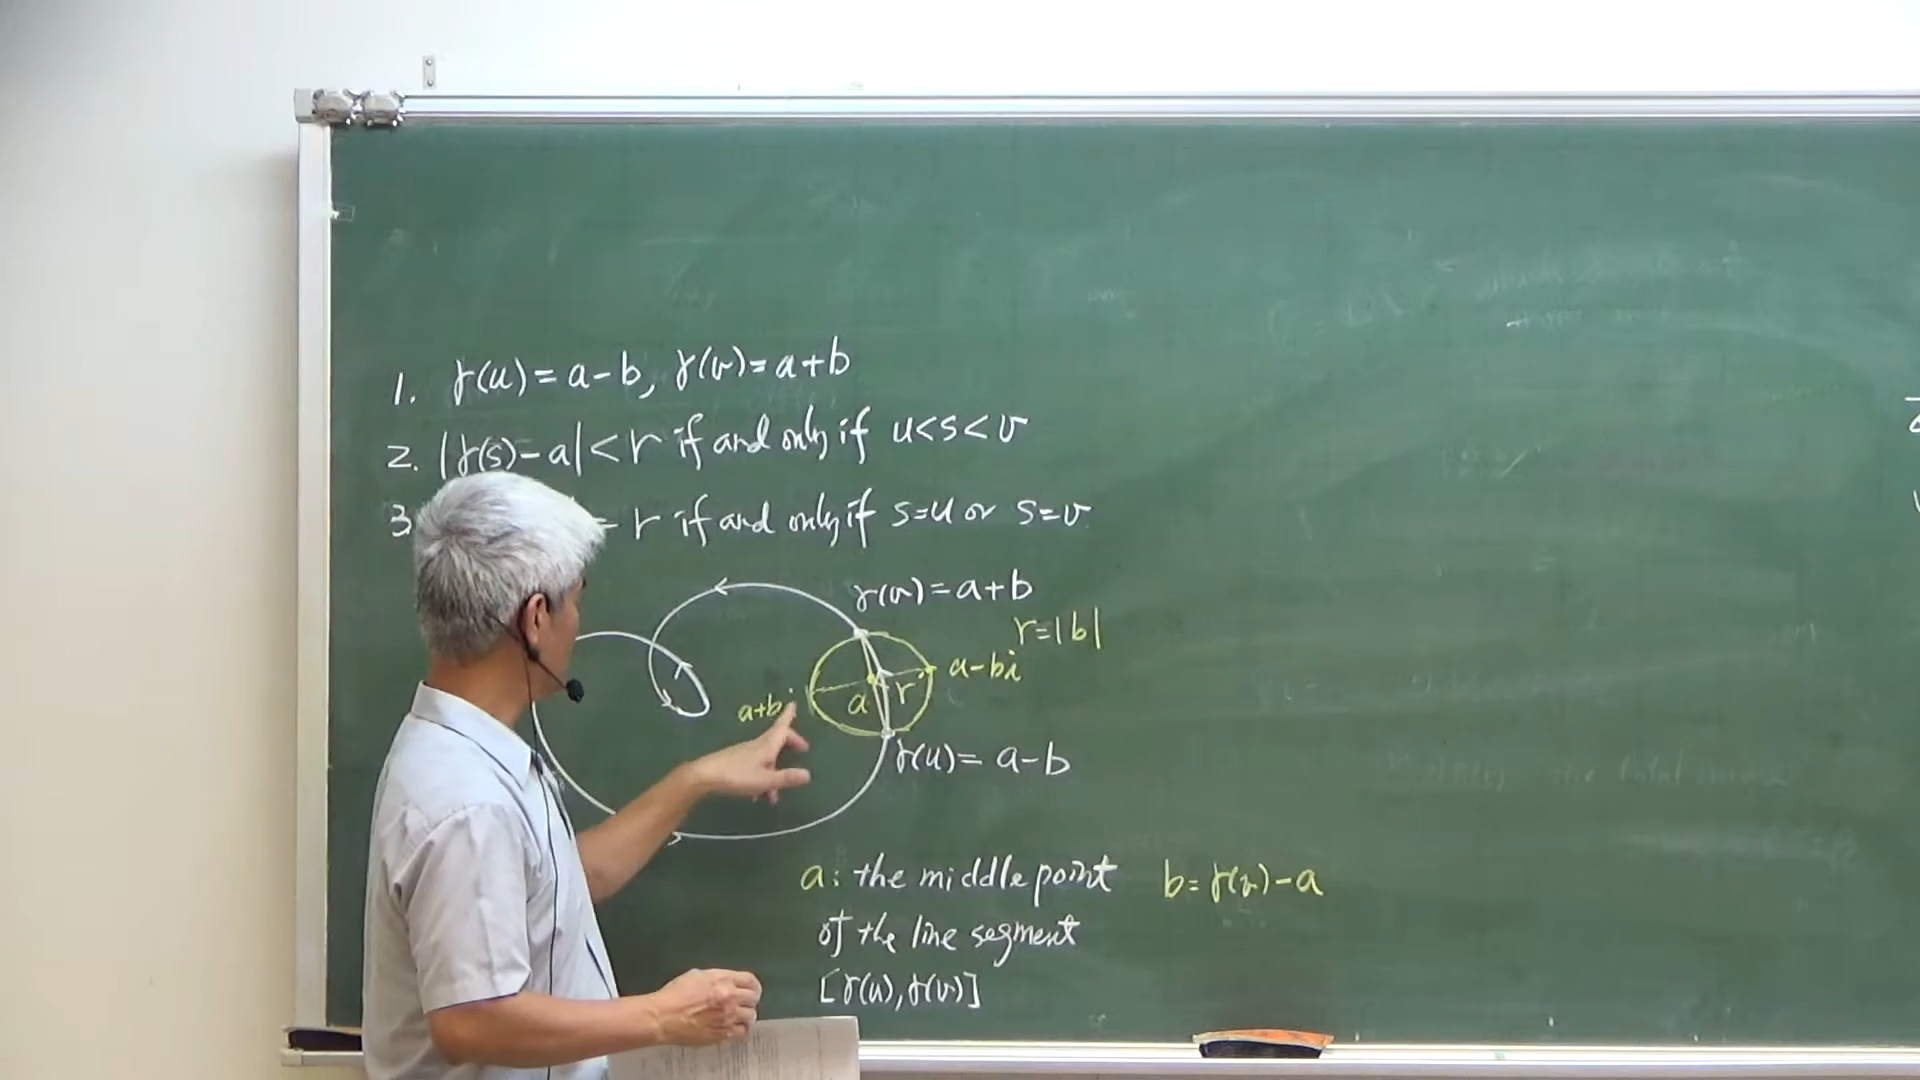 1. γ(u) = a-b, γ(v) = a+b
2. |γ(s)-a| < r if and only if u<s<v
3. = r if and only if s=u or s=v
γ(v) = a+b
r=|b|
a-bi
a+bi
a
r
γ(u) = a-b
a: the middle point
of the line segment
[γ(u), γ(v)]
b = γ(v) - a